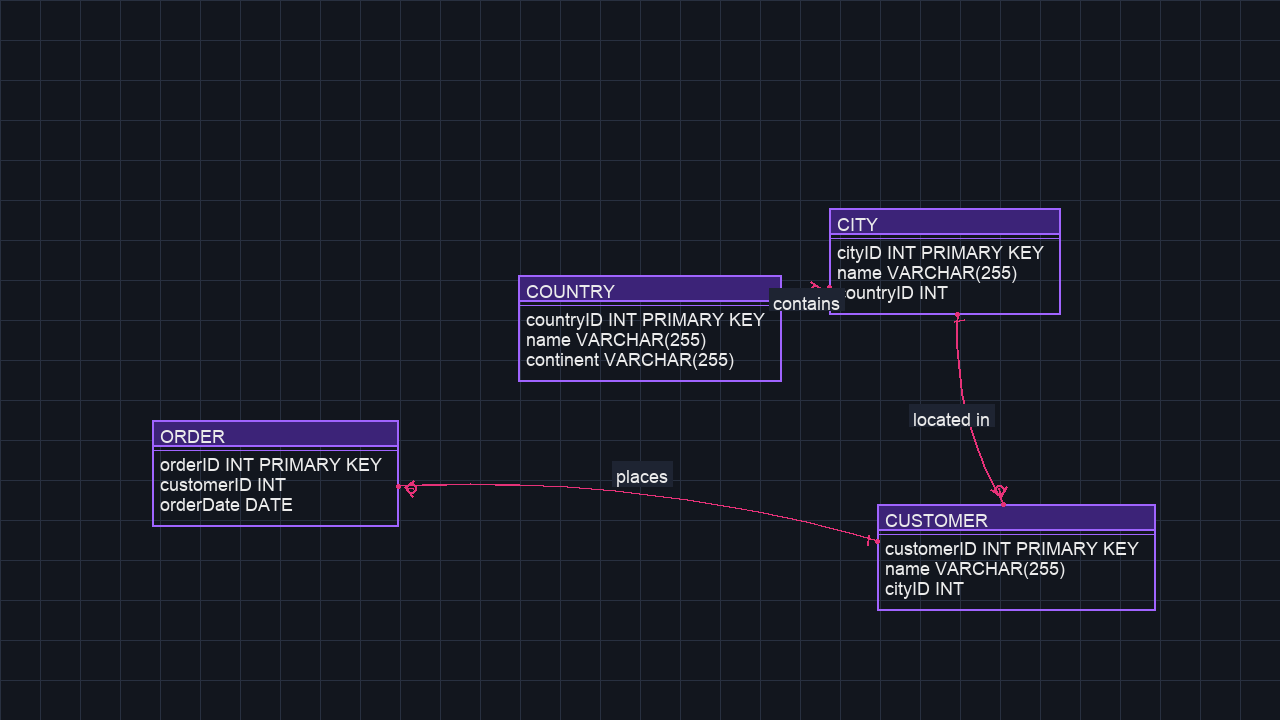 CITY
cityID INT PRIMARY KEY
name VARCHAR(255)
countryID INT
COUNTRY
countryID INT PRIMARY KEY
name VARCHAR(255)
continent VARCHAR(255)
contains
located in
ORDER
orderID INT PRIMARY KEY
customerID INT
orderDate DATE
places
CUSTOMER
customerID INT PRIMARY KEY
name VARCHAR(255)
cityID INT